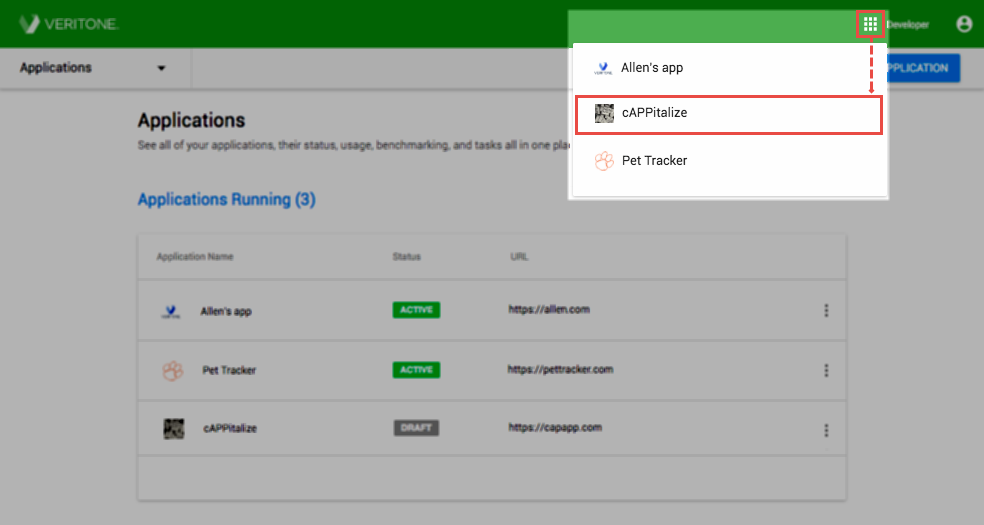 VERITONE
Developer
Applications
PPLICATION
Allen's app
cAPPitalize
Pet Tracker
Applications
See all of your applications, their status, usage, benchmarking, and tasks all in one pla
Applications Running (3)
Application Name Status URL
Allen's app ACTIVE https://allen.com
Pet Tracker ACTIVE https://pettracker.com
cAPPitalize DRAFT https://capapp.com